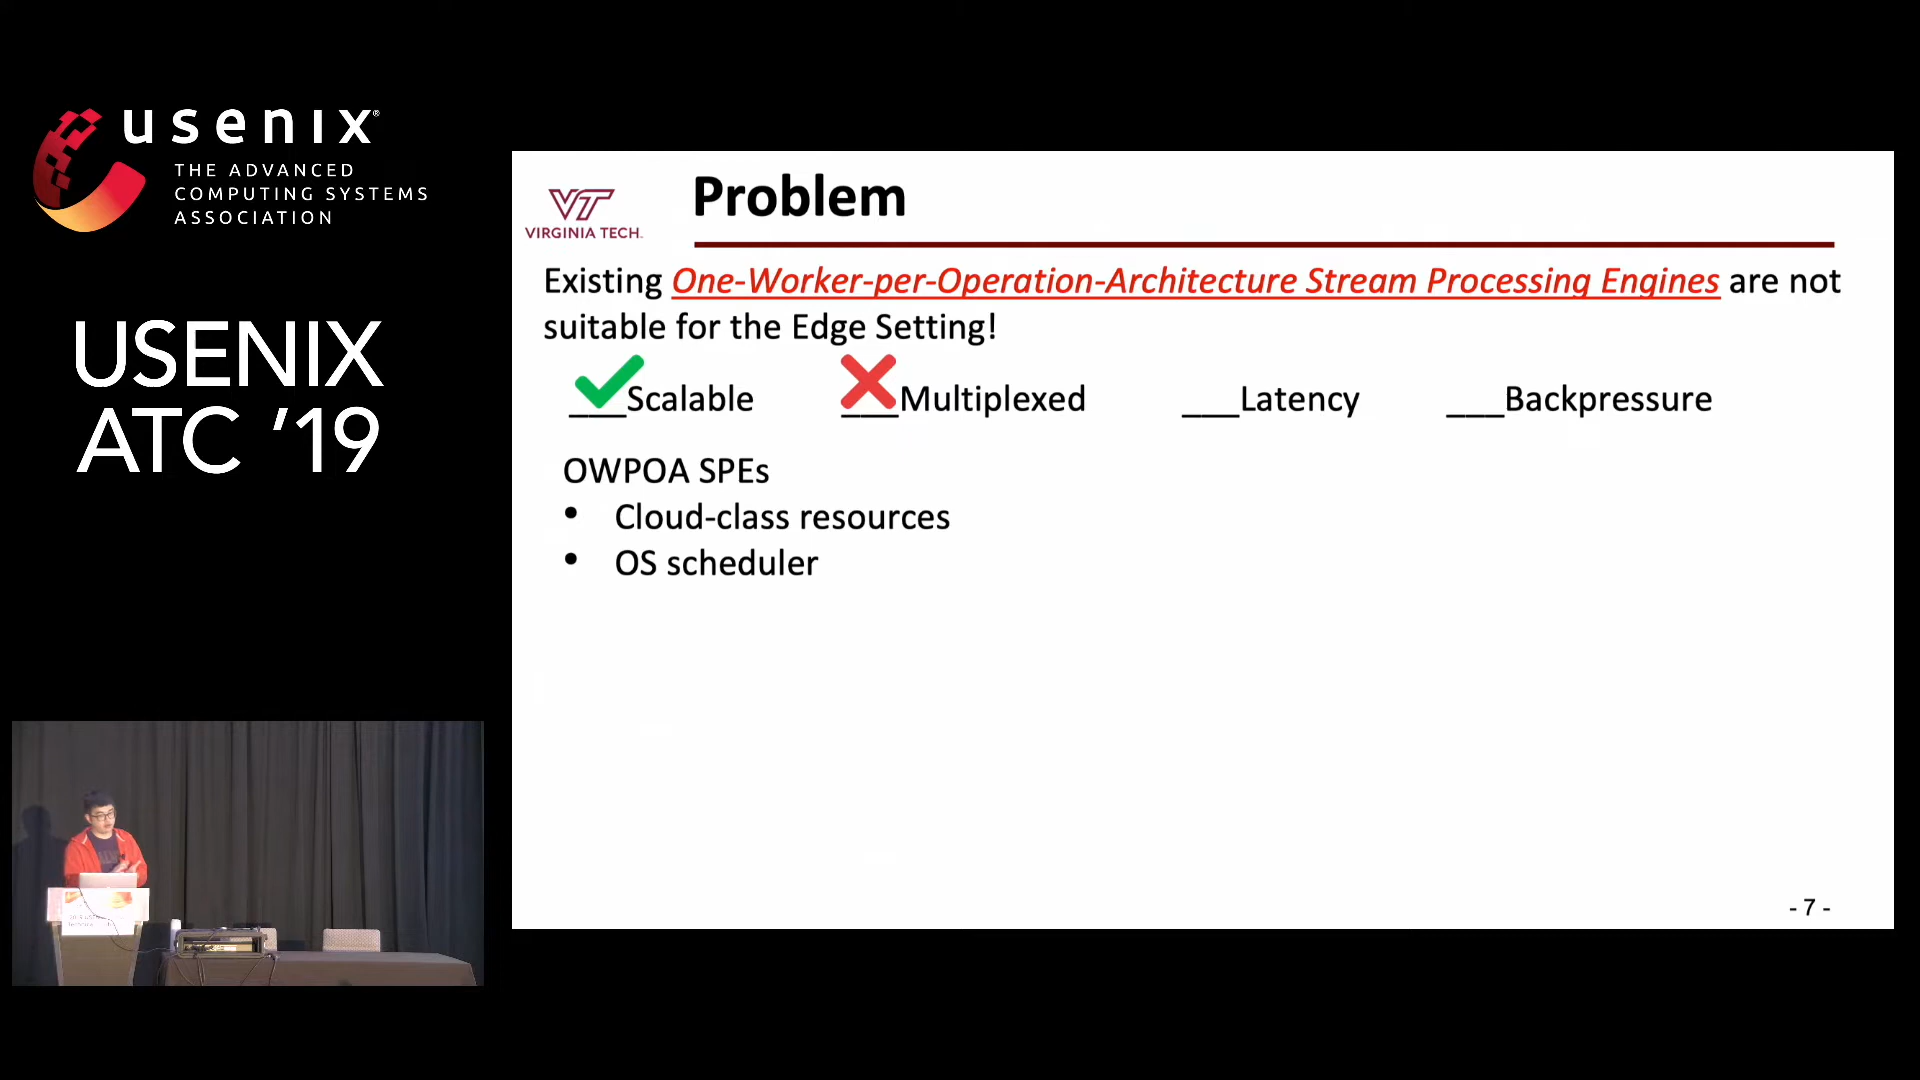 usenix®
THE ADVANCED
COMPUTING SYSTEMS
ASSOCIATION
USENIX
ATC '19
VIRGINIA TECH.
Problem
Existing One-Worker-per-Operation-Architecture Stream Processing Engines are not
suitable for the Edge Setting!
___Scalable ___Multiplexed ___Latency ___Backpressure
OWPOA SPEs
• Cloud-class resources
• OS scheduler
- 7 -